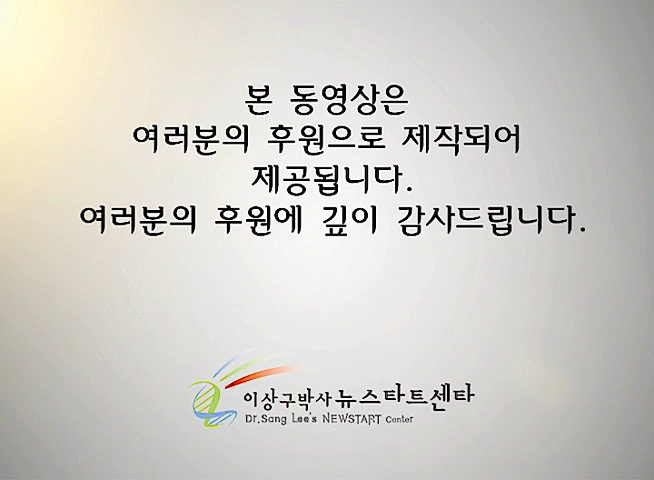 본 동영상은
여러분의 후원으로 제작되어
제공됩니다.
여러분의 후원에 깊이 감사드립니다.
이상구박사 뉴스타트센타
Dr.Sang Lee's NEWSTART Center